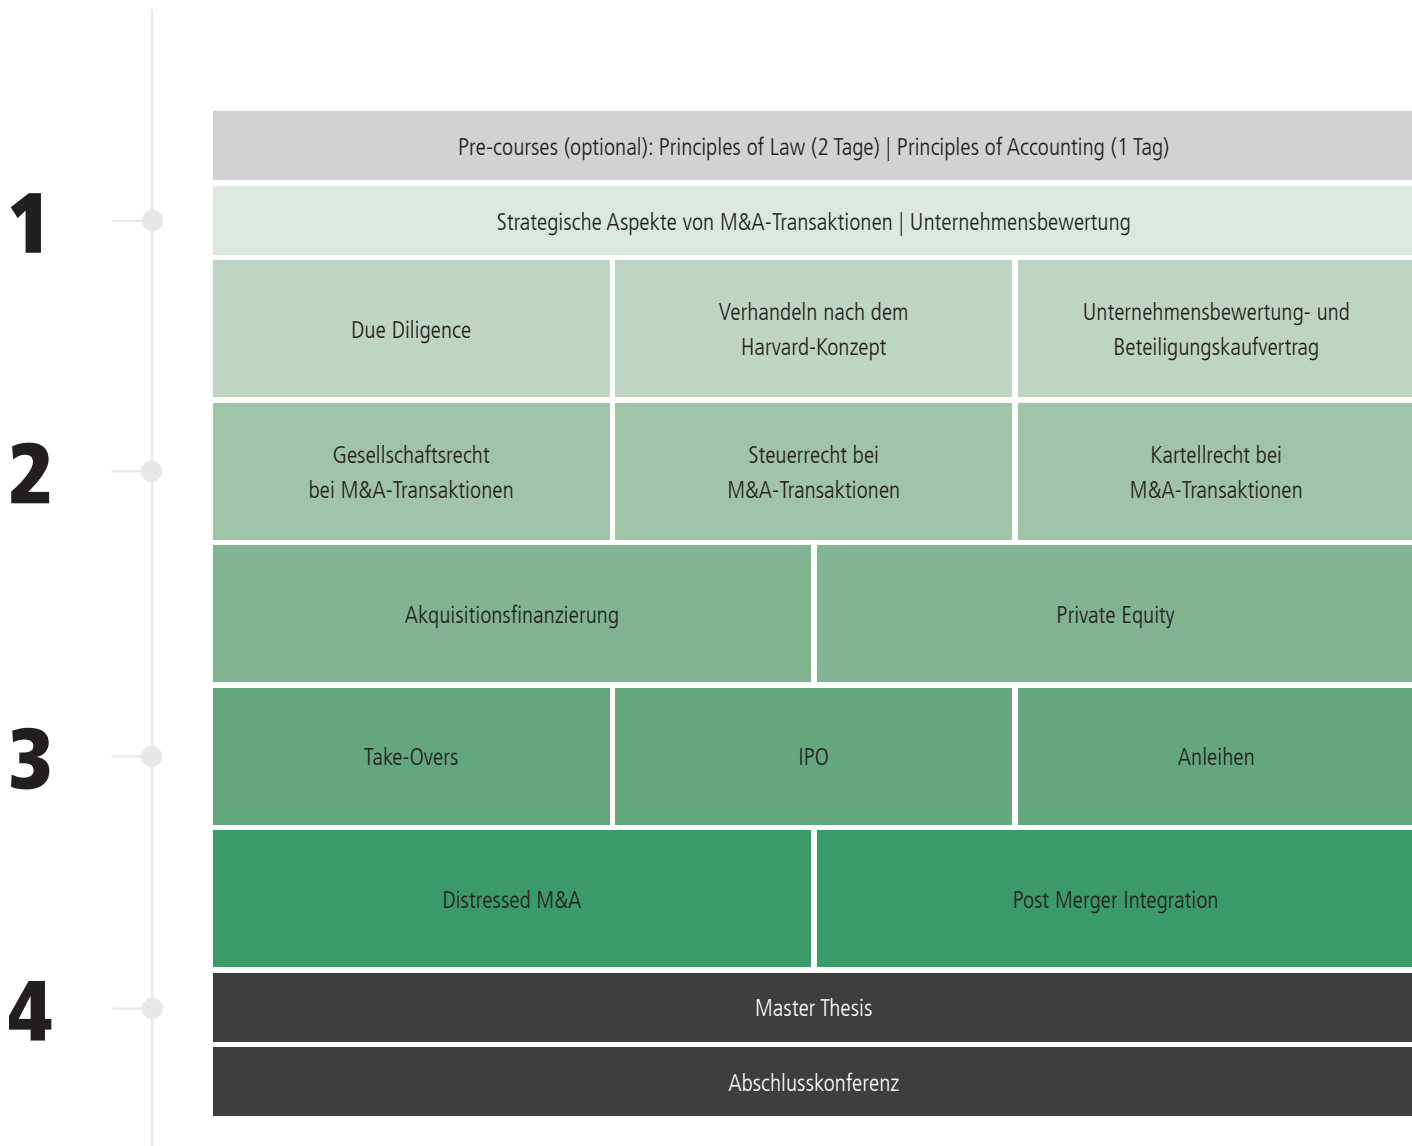 Pre-courses (optional): Principles of Law (2 Tage) | Principles of Accounting (1 Tag)
1
Strategische Aspekte von M&A-Transaktionen | Unternehmensbewertung
Due Diligence
Verhandeln nach dem
Harvard-Konzept
Unternehmensbewertung- und
Beteiligungskaufvertrag
2
Gesellschaftsrecht
bei M&A-Transaktionen
Steuerrecht bei
M&A-Transaktionen
Kartellrecht bei
M&A-Transaktionen
Akquisitionsfinanzierung
Private Equity
3
Take-Overs
IPO
Anleihen
Distressed M&A
Post Merger Integration
4
Master Thesis
Abschlusskonferenz